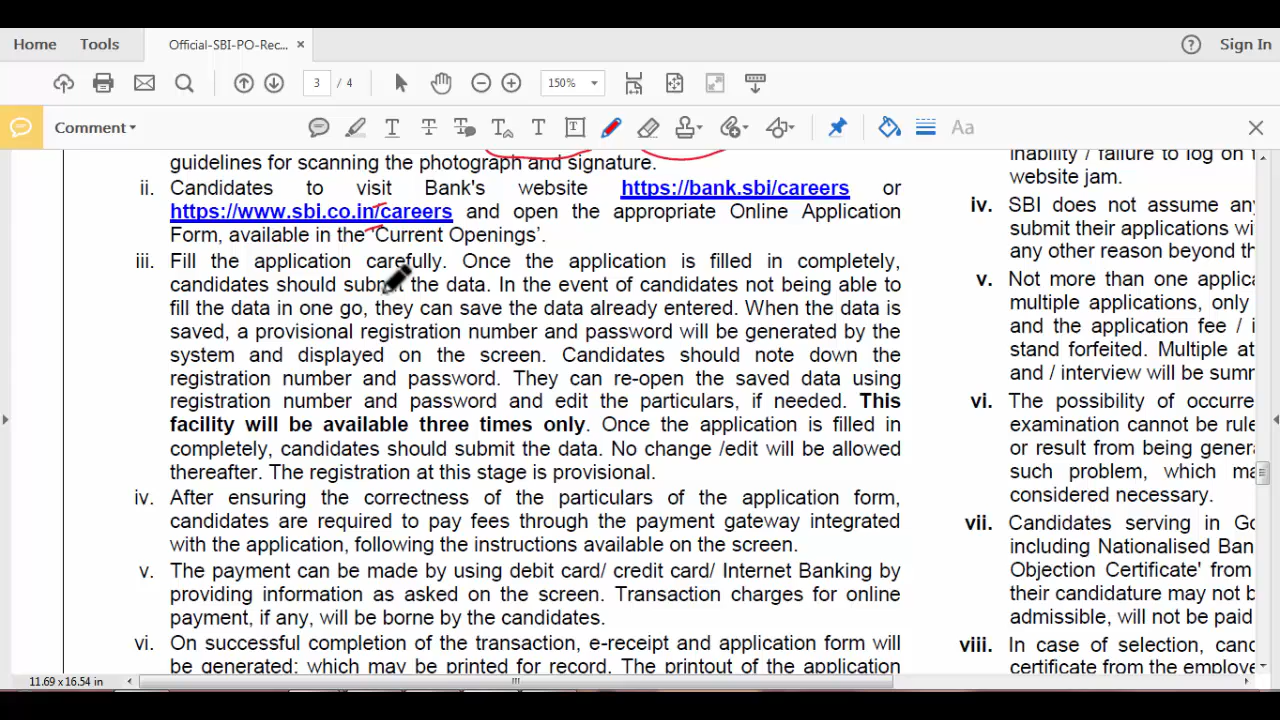 Home Tools Official-SBI-PO-Rec... × Sign In
3 / 4 150%
Comment
guidelines for scanning the photograph and signature.
ii. Candidates to visit Bank's website https://bank.sbi/careers or
https://www.sbi.co.in/careers and open the appropriate Online Application
Form, available in the 'Current Openings'.
iii. Fill the application carefully. Once the application is filled in completely,
candidates should submit the data. In the event of candidates not being able to
fill the data in one go, they can save the data already entered. When the data is
saved, a provisional registration number and password will be generated by the
system and displayed on the screen. Candidates should note down the
registration number and password. They can re-open the saved data using
registration number and password and edit the particulars, if needed. This
facility will be available three times only. Once the application is filled in
completely, candidates should submit the data. No change /edit will be allowed
thereafter. The registration at this stage is provisional.
iv. After ensuring the correctness of the particulars of the application form,
candidates are required to pay fees through the payment gateway integrated
with the application, following the instructions available on the screen.
v. The payment can be made by using debit card/ credit card/ Internet Banking by
providing information as asked on the screen. Transaction charges for online
payment, if any, will be borne by the candidates.
vi. On successful completion of the transaction, e-receipt and application form will
be generated; which may be printed for record. The printout of the application
inability / failure to log on
website jam.
iv. SBI does not assume any
submit their applications
any other reason beyond
v. Not more than one
multiple applications, only
and the application fee /
stand forfeited. Multiple
and / interview will be
vi. The possibility of
examination cannot be
or result from being
such problem, which
considered necessary.
vii. Candidates serving in
including Nationalised
Objection Certificate' from
their candidature may not
admissible, will not be paid
viii. In case of selection,
certificate from the
11.69 x 16.54 in